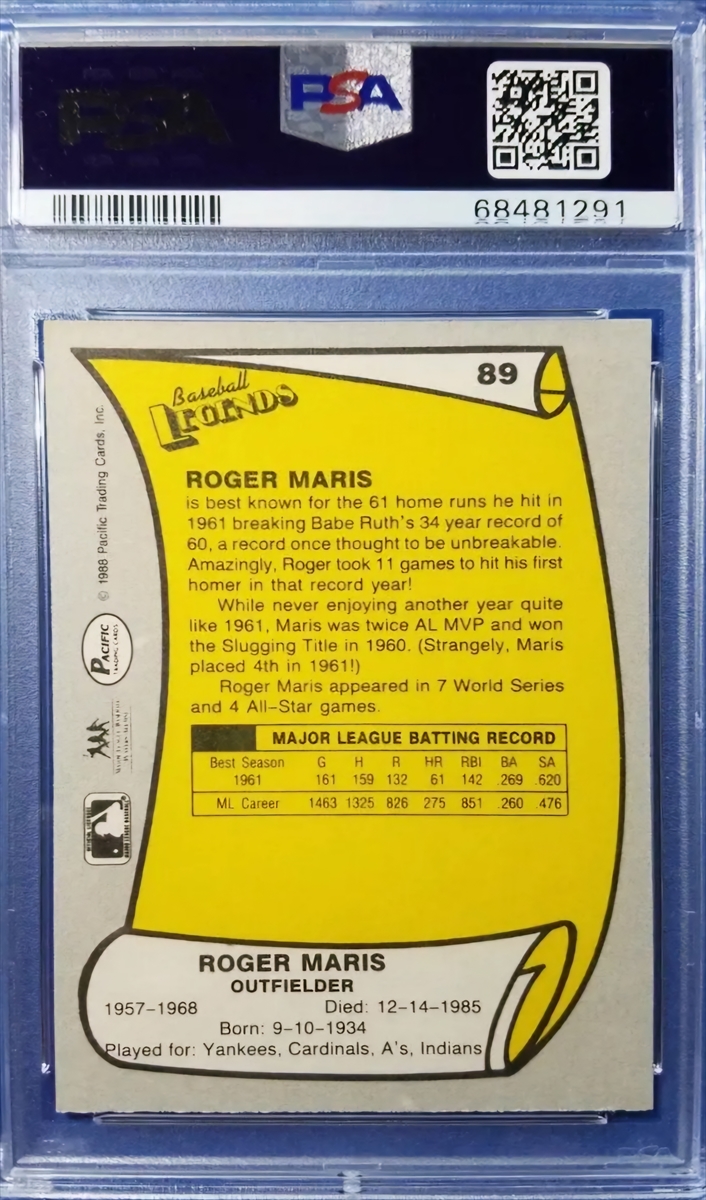 PSA
PSA
68481291
89
Baseball
LEGENDS
ROGER MARIS
is best known for the 61 home runs he hit in
1961 breaking Babe Ruth's 34 year record of
60, a record once thought to be unbreakable.
Amazingly, Roger took 11 games to hit his first
homer in that record year!
While never enjoying another year quite
like 1961, Maris was twice AL MVP and won
the Slugging Title in 1960. (Strangely, Maris
placed 4th in 1961!)
Roger Maris appeared in 7 World Series
and 4 All-Star games.
MAJOR LEAGUE BATTING RECORD
Best Season G H R HR RBI BA SA
1961 161 159 132 61 142 .269 .620
ML Career 1463 1325 826 275 851 .260 .476
ROGER MARIS
OUTFIELDER
1957-1968 Died: 12-14-1985
Born: 9-10-1934
Played for: Yankees, Cardinals, A's, Indians
© 1988 Pacific Trading Cards, Inc.
PACIFIC
TRADING CARDS